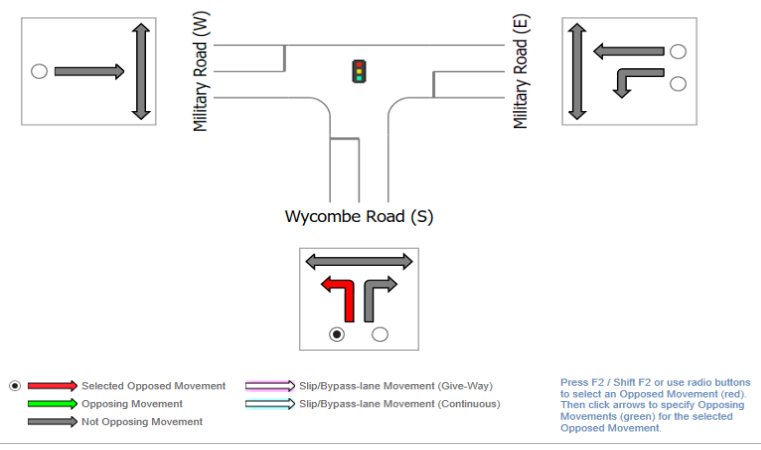 Military Road (W)
Military Road (E)
Wycombe Road (S)
Selected Opposed Movement
Opposing Movement
Not Opposing Movement
Slip/Bypass-lane Movement (Give-Way)
Slip/Bypass-lane Movement (Continuous)
Press F2 / Shift F2 or use radio buttons
to select an Opposed Movement (red).
Then click arrows to specify Opposing
Movements (green) for the selected
Opposed Movement.